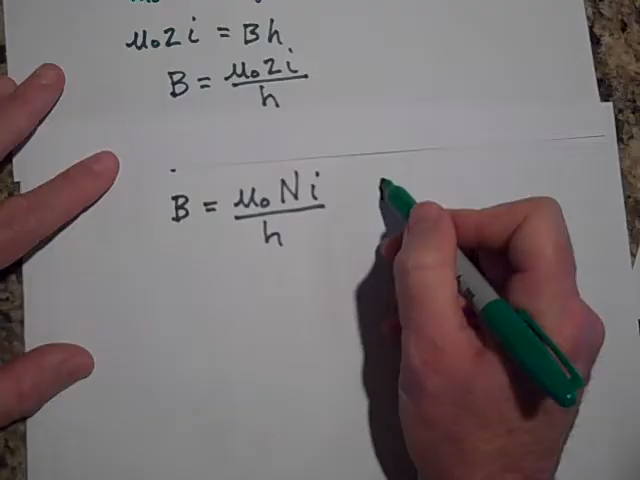 μ₀2i = Bh
B = μ₀2i / h
B = μ₀Ni / h